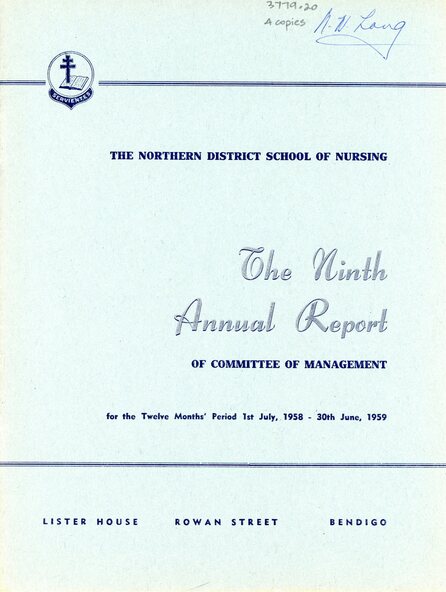 3779.20
4 copies
N. H. Long
SERVIENTES
THE NORTHERN DISTRICT SCHOOL OF NURSING
The Ninth
Annual Report
OF COMMITTEE OF MANAGEMENT
for the Twelve Months' Period 1st July, 1958 - 30th June, 1959
LISTER HOUSE ROWAN STREET BENDIGO